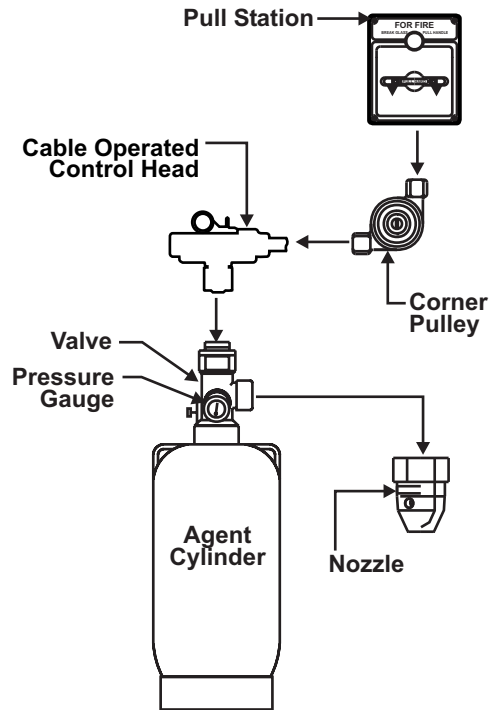 Pull Station
FOR FIRE
BREAK GLASS PULL HANDLE
Cable Operated
Control Head
Corner
Pulley
Valve
Pressure
Gauge
Agent
Cylinder
Nozzle